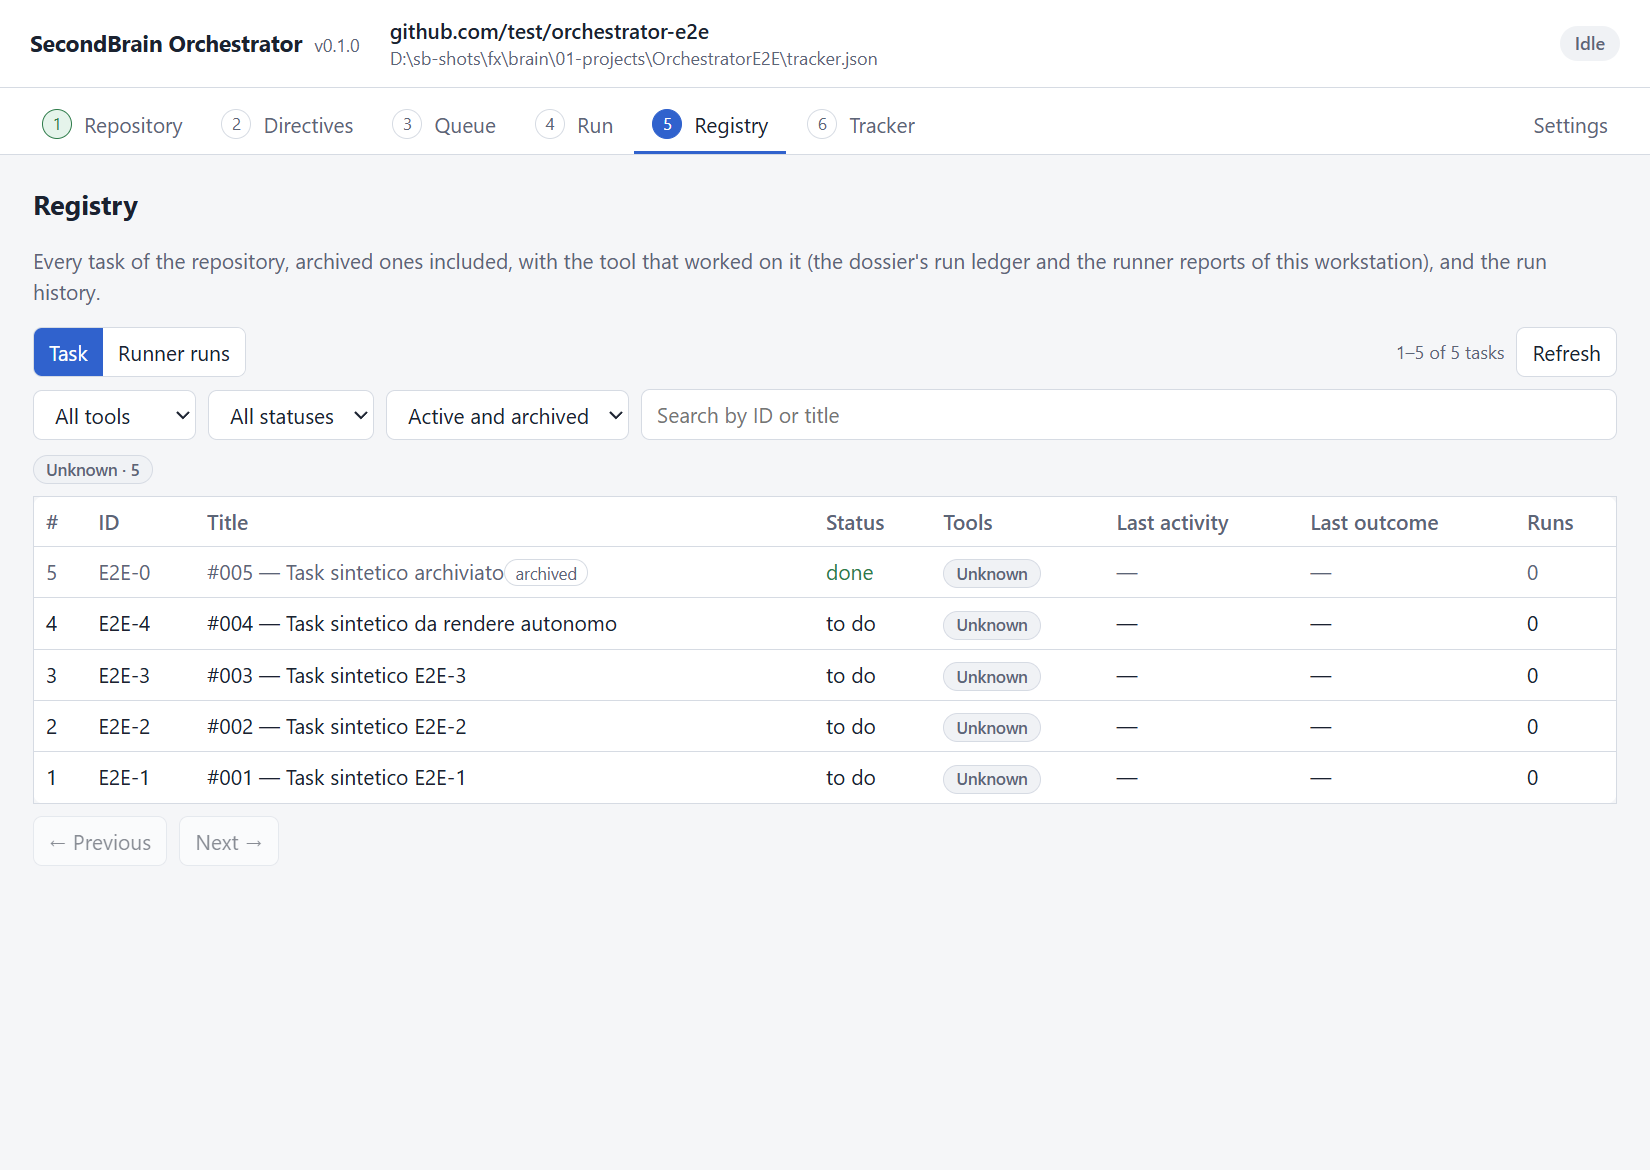 SecondBrain Orchestrator v0.1.0
github.com/test/orchestrator-e2e
D:\sb-shots\fx\brain\01-projects\OrchestratorE2E\tracker.json
Idle
1 Repository
2 Directives
3 Queue
4 Run
5 Registry
6 Tracker
Settings
Registry
Every task of the repository, archived ones included, with the tool that worked on it (the dossier's run ledger and the runner reports of this workstation), and the run
history.
Task Runner runs
1–5 of 5 tasks Refresh
All tools All statuses Active and archived Search by ID or title
Unknown · 5
# ID Title Status Tools Last activity Last outcome Runs
5 E2E-0 #005 — Task sintetico archiviato archived done Unknown — — 0
4 E2E-4 #004 — Task sintetico da rendere autonomo to do Unknown — — 0
3 E2E-3 #003 — Task sintetico E2E-3 to do Unknown — — 0
2 E2E-2 #002 — Task sintetico E2E-2 to do Unknown — — 0
1 E2E-1 #001 — Task sintetico E2E-1 to do Unknown — — 0
← Previous Next →